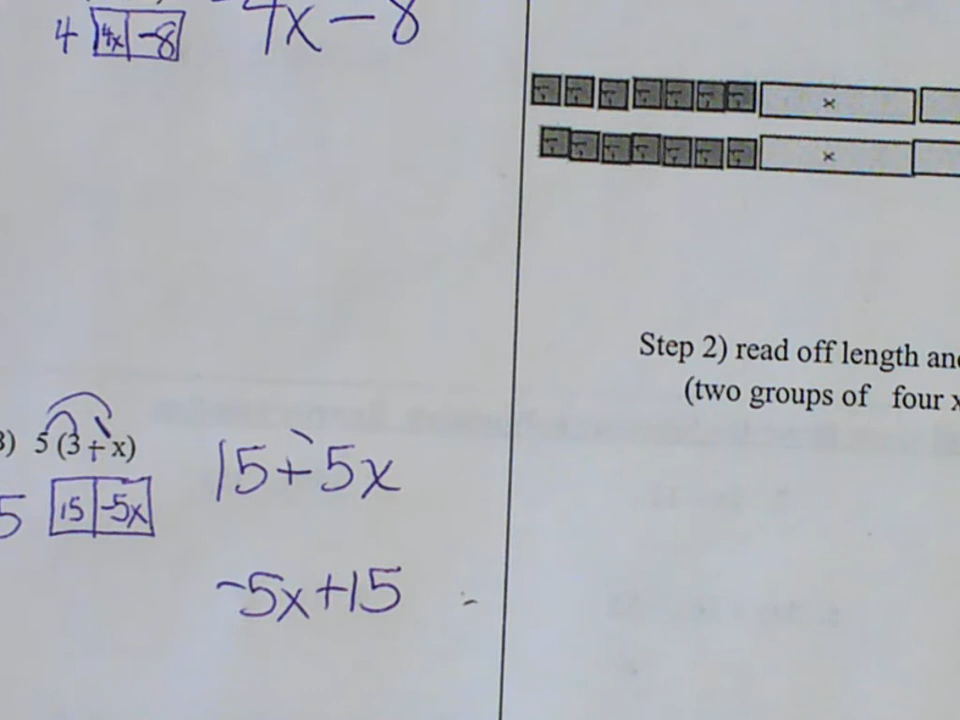 4 4x -8 4x - 8
x
x
Step 2) read off length
(two groups of four x
3) 5 (3 + x) 15 + -5x
5 15 -5x
-5x + 15